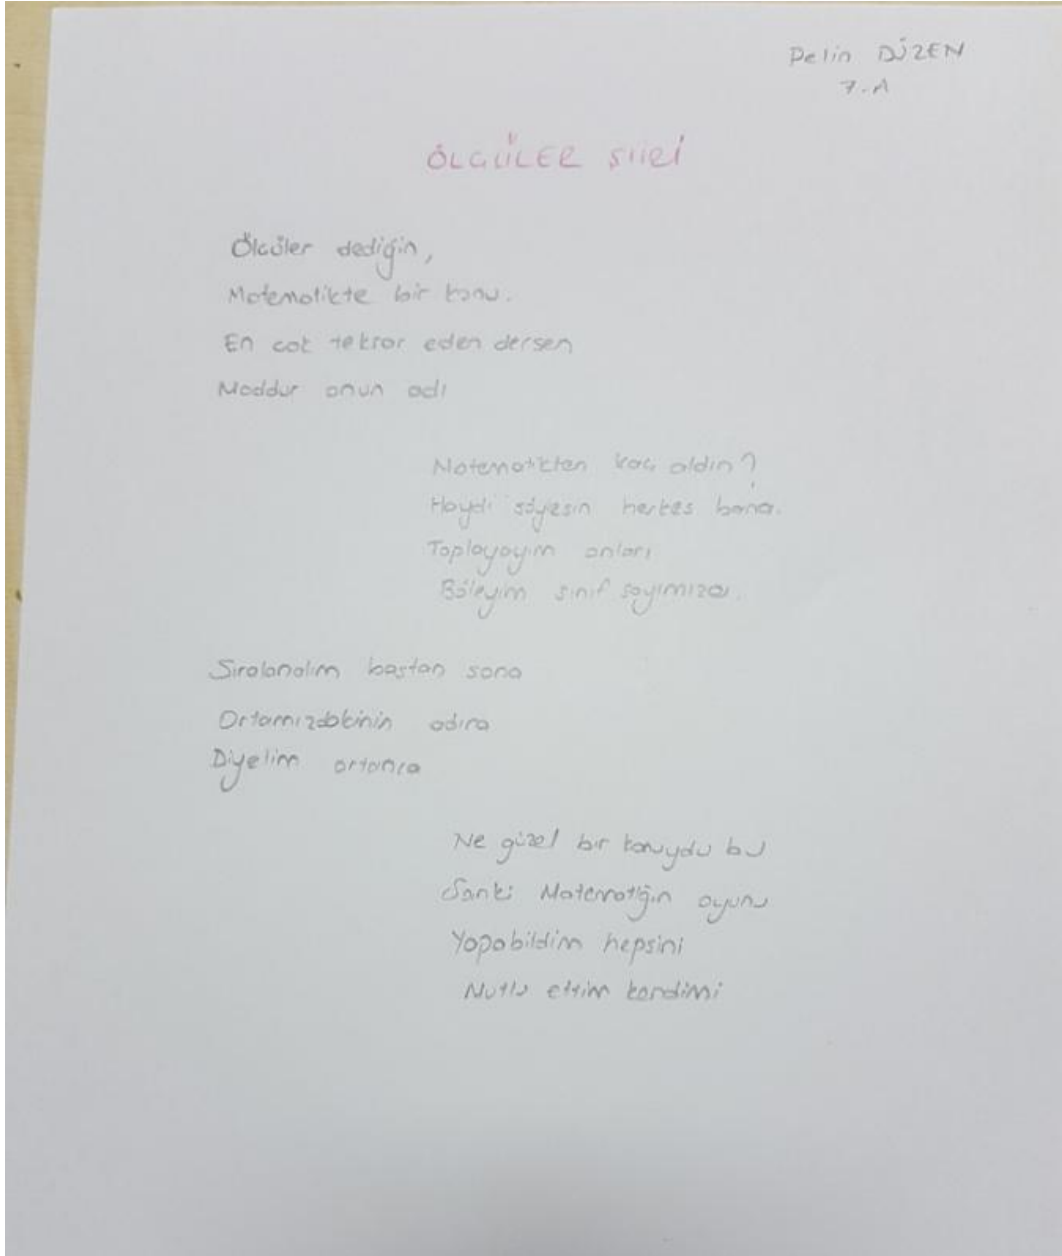 Pelin DÜZEN
7-A
ÖLÇÜLER ŞİİRİ
Ölçüler dediğin,
Matematikte bir konu.
En çok tekrar eden dersen
Moddur onun adı
Matematikten kaç aldın?
Haydi söylesin herkes bana.
Toplayayım onları
Böleyim sınıf sayımıza.
Sıralanalım baştan sona
Ortamızdakinin adına
Diyelim ortanca
Ne güzel bir konuydu bu
Sanki Matematiğin oyunu
Yapabildim hepsini
Mutlu ettim kendimi